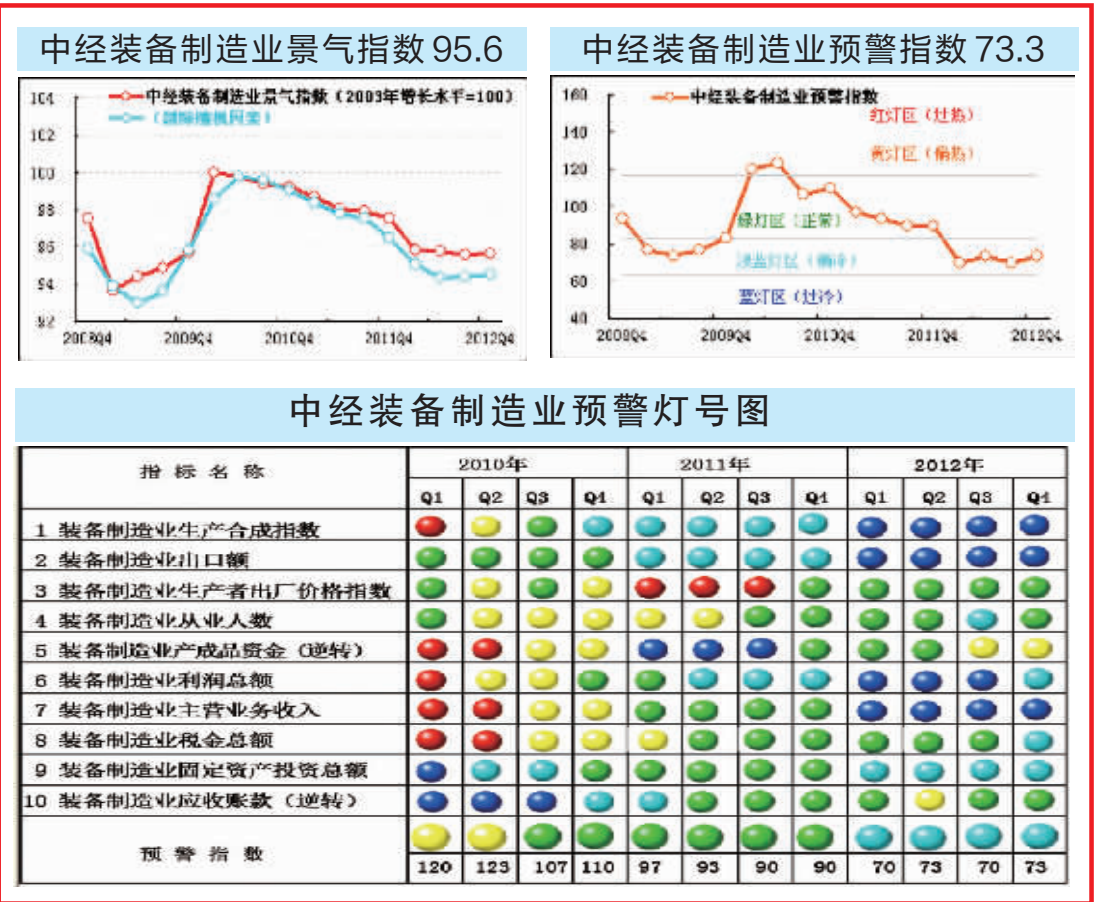 中经装备制造业景气指数 95.6
104
102
100
98
96
94
92
中经装备制造业景气指数（2003年增长水平=100）
2008Q4 2009Q4 2010Q4 2011Q4 2012Q4
中经装备制造业预警指数 73.3
160
140
120
100
80
60
40
中经装备制造业预警指数
红灯区（过热）
黄灯区（偏热）
绿灯区（正常）
浅蓝灯区（偏冷）
蓝灯区（过冷）
2008Q4 2009Q4 2010Q4 2011Q4 2012Q4
中经装备制造业预警灯号图
指标名称 2010年 2011年 2012年
Q1 Q2 Q3 Q4 Q1 Q2 Q3 Q4 Q1 Q2 Q3 Q4
1 装备制造业生产合成指数
2 装备制造业出口额
3 装备制造业生产者出厂价格指数
4 装备制造业从业人数
5 装备制造业产成品资金（逆转）
6 装备制造业利润总额
7 装备制造业主营业务收入
8 装备制造业税金总额
9 装备制造业固定资产投资总额
10 装备制造业应收账款（逆转）
预警指数
120 123 107 110 97 93 90 90 70 73 70 73